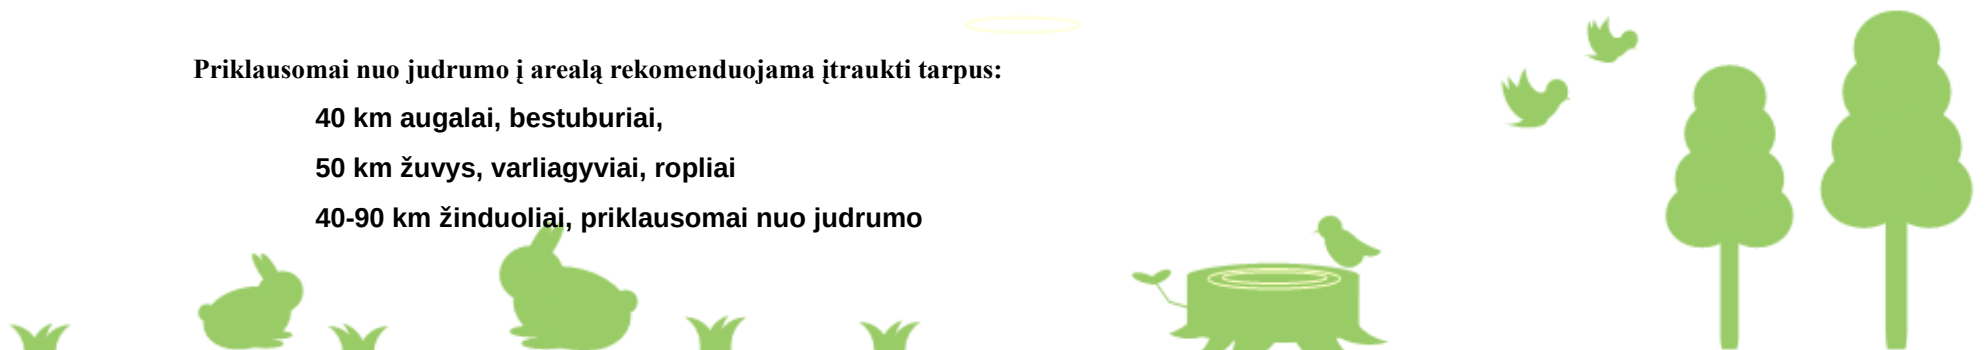 Priklausomai nuo judrumo į arealą rekomenduojama įtraukti tarpus:
40 km augalai, bestuburiai,
50 km žuvys, varliagyviai, ropliai
40-90 km žinduoliai, priklausomai nuo judrumo